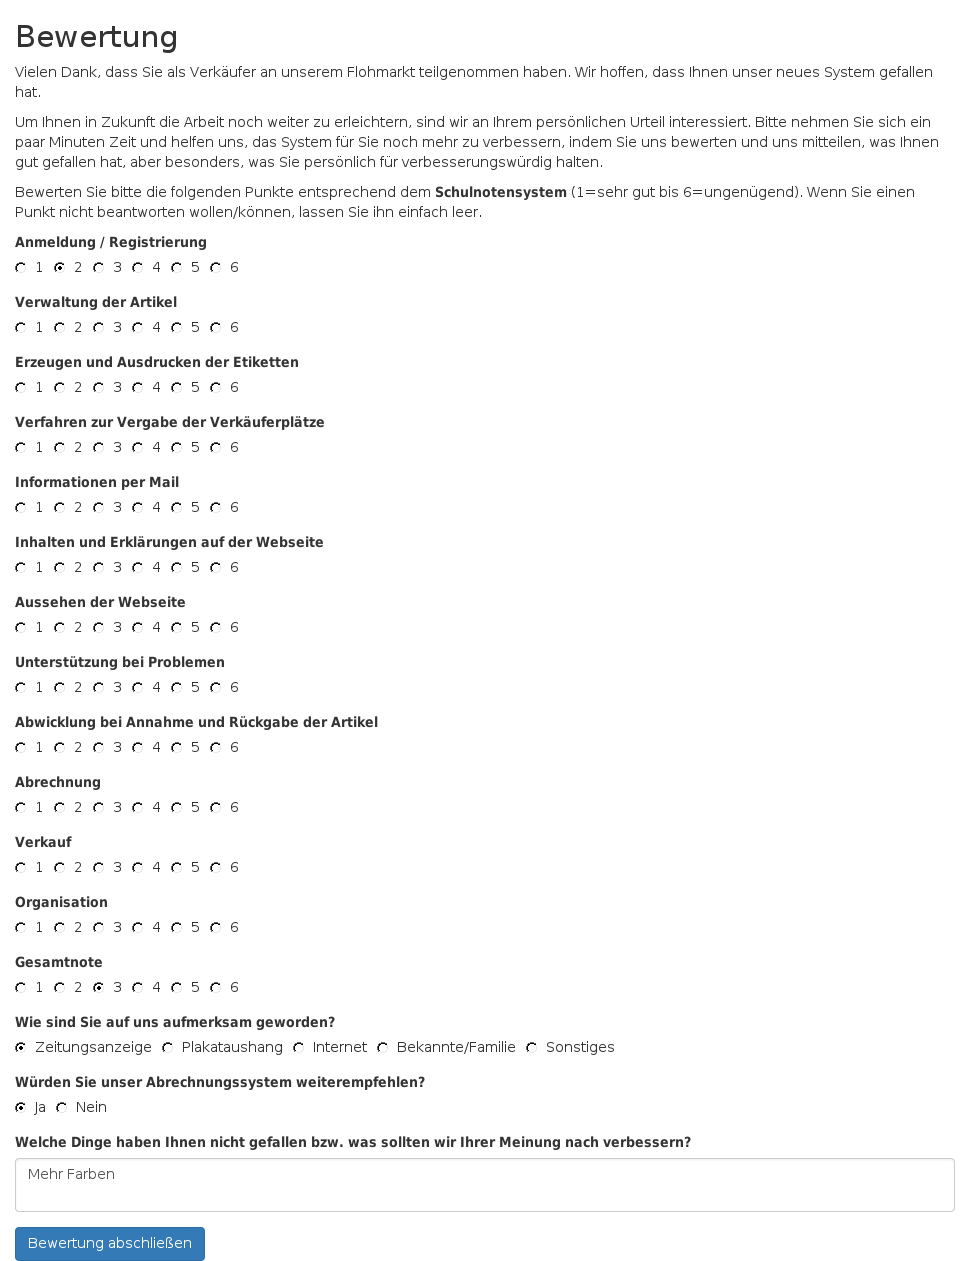 Bewertung
Vielen Dank, dass Sie als Verkäufer an unserem Flohmarkt teilgenommen haben. Wir hoffen, dass Ihnen unser neues System gefallen
hat.
Um Ihnen in Zukunft die Arbeit noch weiter zu erleichtern, sind wir an Ihrem persönlichen Urteil interessiert. Bitte nehmen Sie sich ein
paar Minuten Zeit und helfen uns, das System für Sie noch mehr zu verbessern, indem Sie uns bewerten und uns mitteilen, was Ihnen
gut gefallen hat, aber besonders, was Sie persönlich für verbesserungswürdig halten.
Bewerten Sie bitte die folgenden Punkte entsprechend dem Schulnotensystem (1=sehr gut bis 6=ungenügend). Wenn Sie einen
Punkt nicht beantworten wollen/können, lassen Sie ihn einfach leer.
Anmeldung / Registrierung
1 2 3 4 5 6
Verwaltung der Artikel
1 2 3 4 5 6
Erzeugen und Ausdrucken der Etiketten
1 2 3 4 5 6
Verfahren zur Vergabe der Verkäuferplätze
1 2 3 4 5 6
Informationen per Mail
1 2 3 4 5 6
Inhalten und Erklärungen auf der Webseite
1 2 3 4 5 6
Aussehen der Webseite
1 2 3 4 5 6
Unterstützung bei Problemen
1 2 3 4 5 6
Abwicklung bei Annahme und Rückgabe der Artikel
1 2 3 4 5 6
Abrechnung
1 2 3 4 5 6
Verkauf
1 2 3 4 5 6
Organisation
1 2 3 4 5 6
Gesamtnote
1 2 3 4 5 6
Wie sind Sie auf uns aufmerksam geworden?
Zeitungsanzeige Plakataushang Internet Bekannte/Familie Sonstiges
Würden Sie unser Abrechnungssystem weiterempfehlen?
Ja Nein
Welche Dinge haben Ihnen nicht gefallen bzw. was sollten wir Ihrer Meinung nach verbessern?
Mehr Farben
Bewertung abschließen